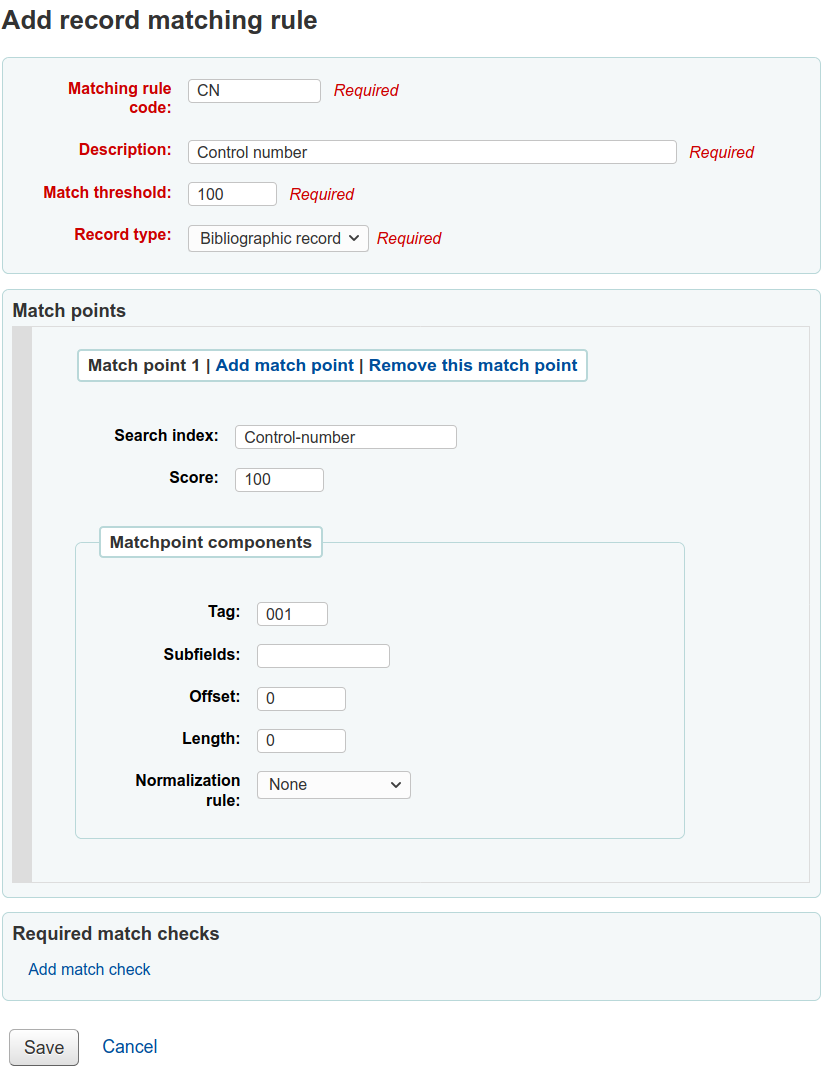 Add record matching rule
Matching rule
code:
CN
Required
Description:
Control number
Required
Match threshold:
100
Required
Record type:
Bibliographic record
Required
Match points
Match point 1 | Add match point | Remove this match point
Search index:
Control-number
Score:
100
Matchpoint components
Tag:
001
Subfields:
Offset:
0
Length:
0
Normalization
rule:
None
Required match checks
Add match check
Save
Cancel